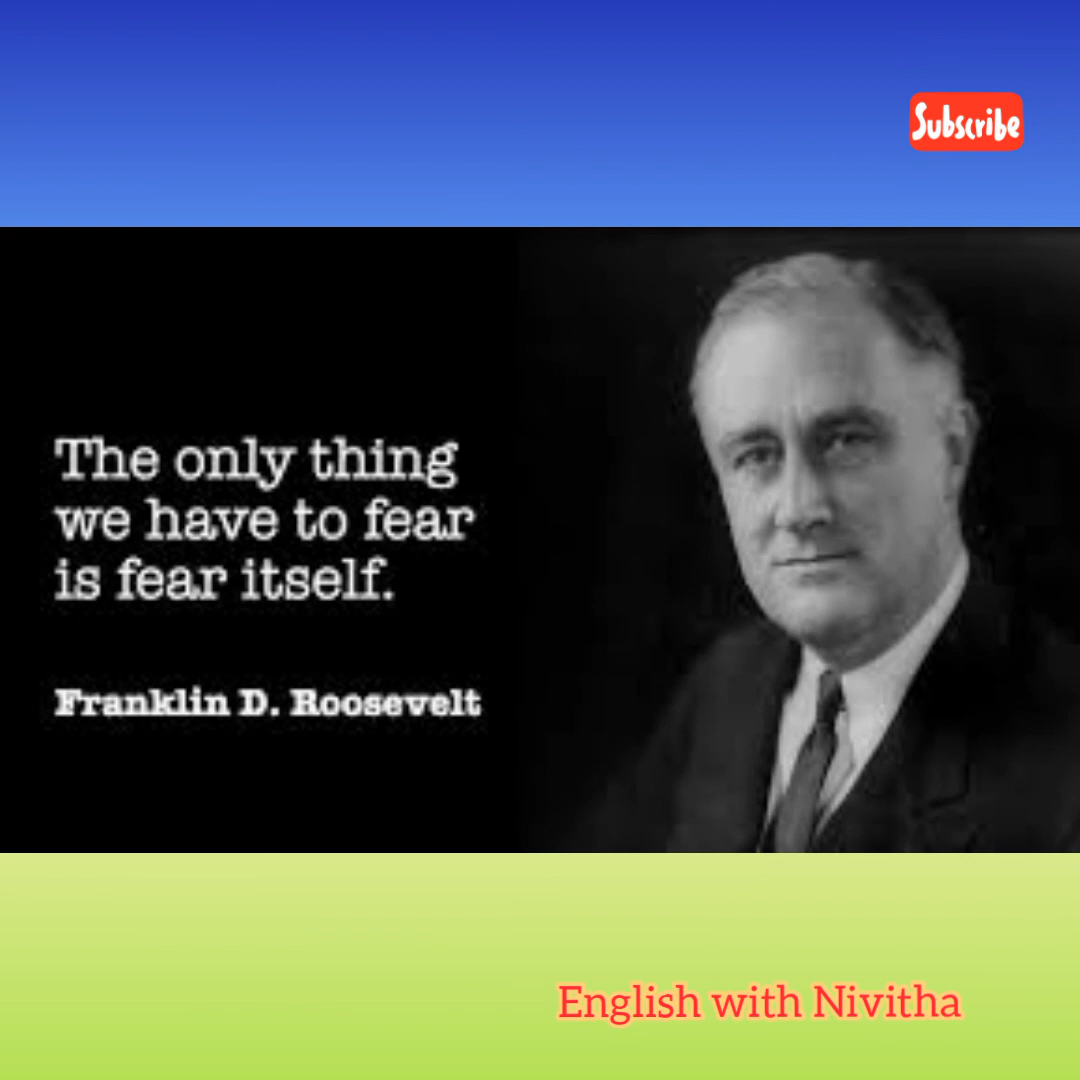 Subscribe
The only thing
we have to fear
is fear itself.
Franklin D. Roosevelt
English with Nivitha